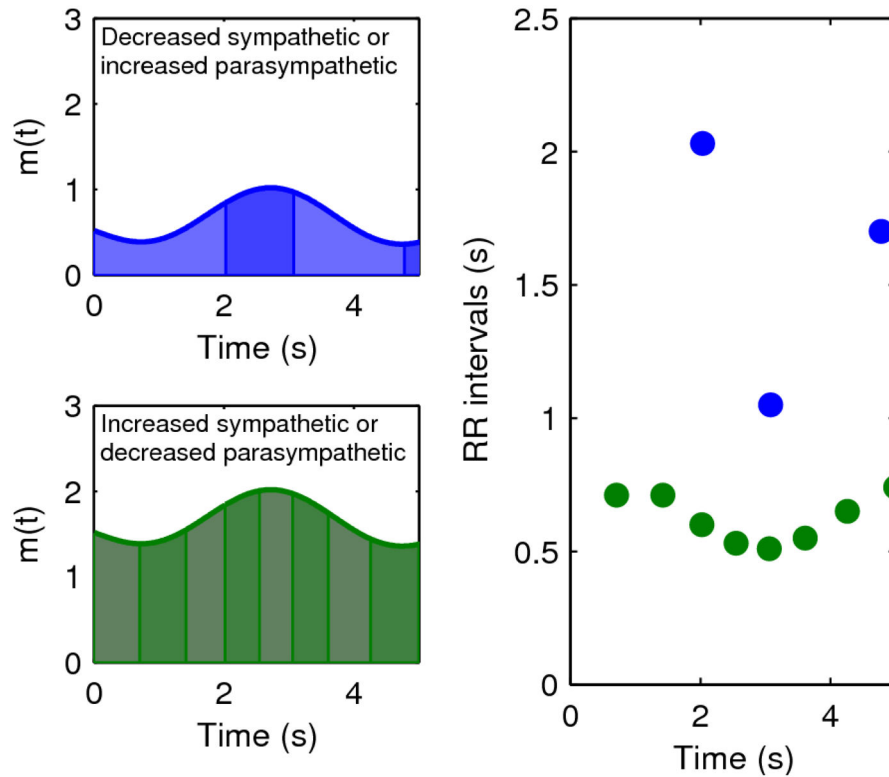 3
Decreased sympathetic or
increased parasympathetic
2
m(t)
1
0
0 2 4
Time (s)
3
Increased sympathetic or
decreased parasympathetic
2
m(t)
1
0
0 2 4
Time (s)
2.5
2
1.5
RR intervals (s)
1
0.5
0
0 2 4
Time (s)